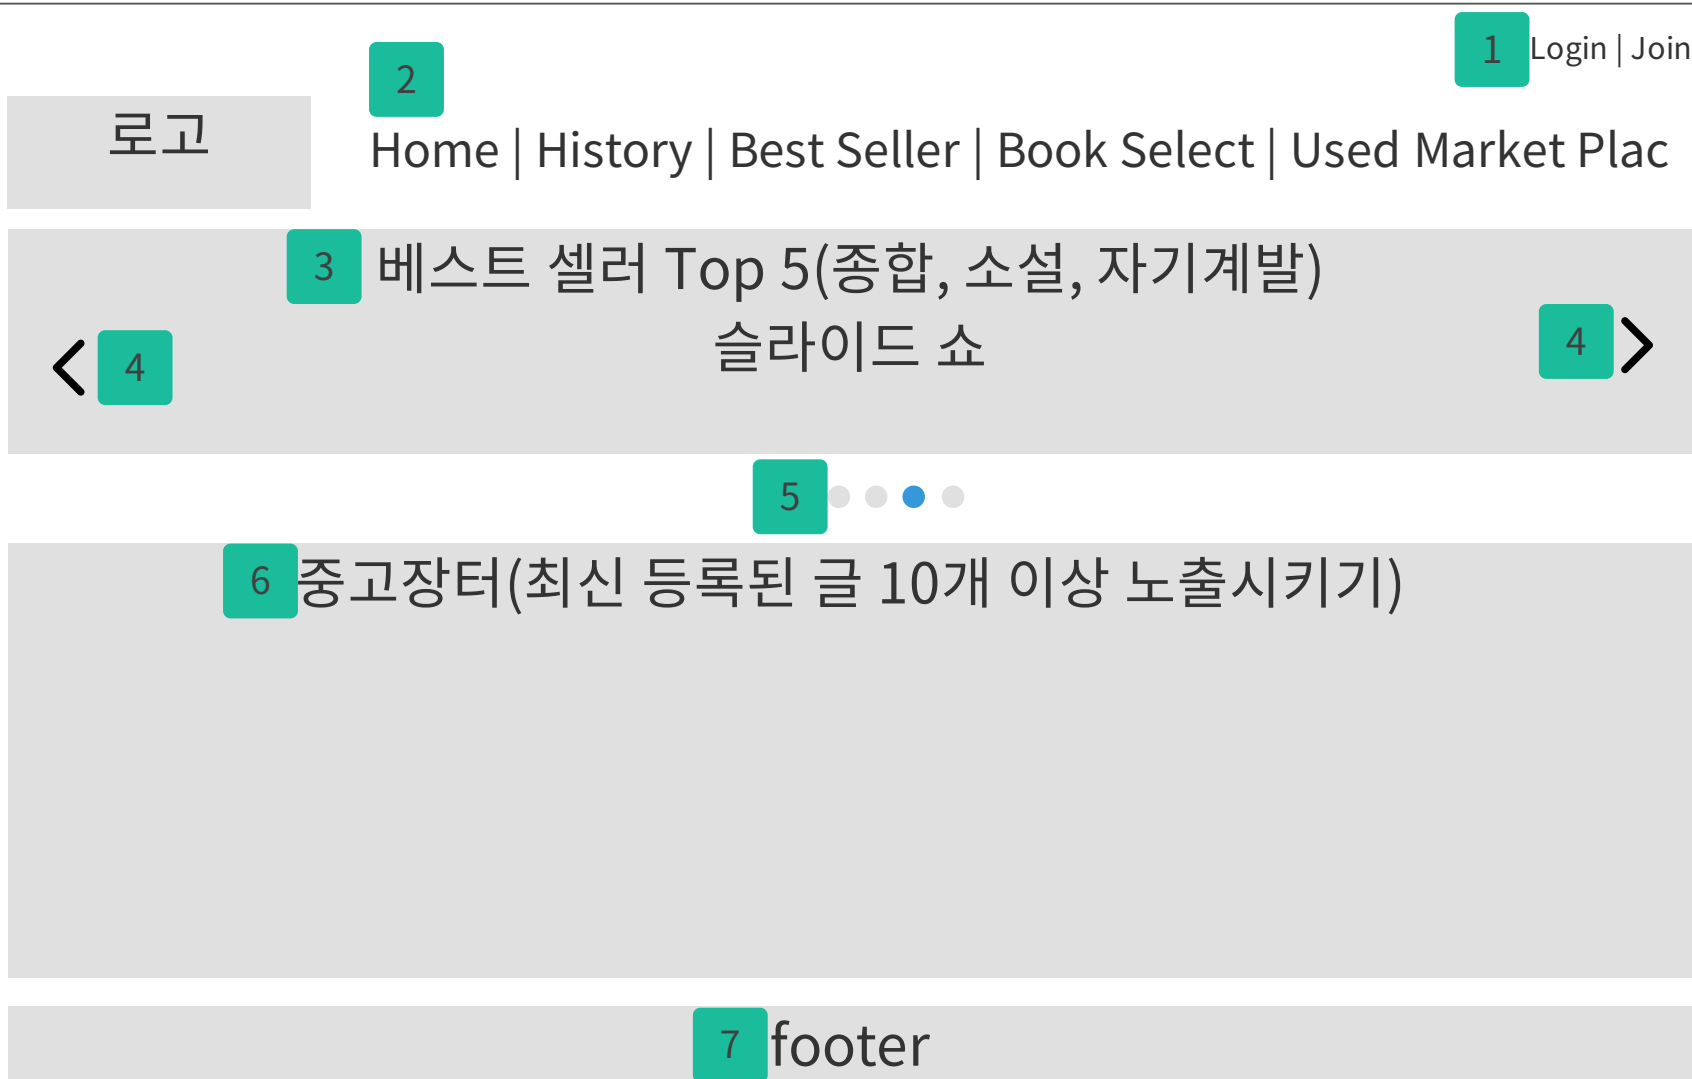 1 Login | Join
2
로고
Home | History | Best Seller | Book Select | Used Market Plac
3 베스트 셀러 Top 5(종합, 소설, 자기계발)
슬라이드 쇼
4
4
5
6 중고장터(최신 등록된 글 10개 이상 노출시키기)
7 footer